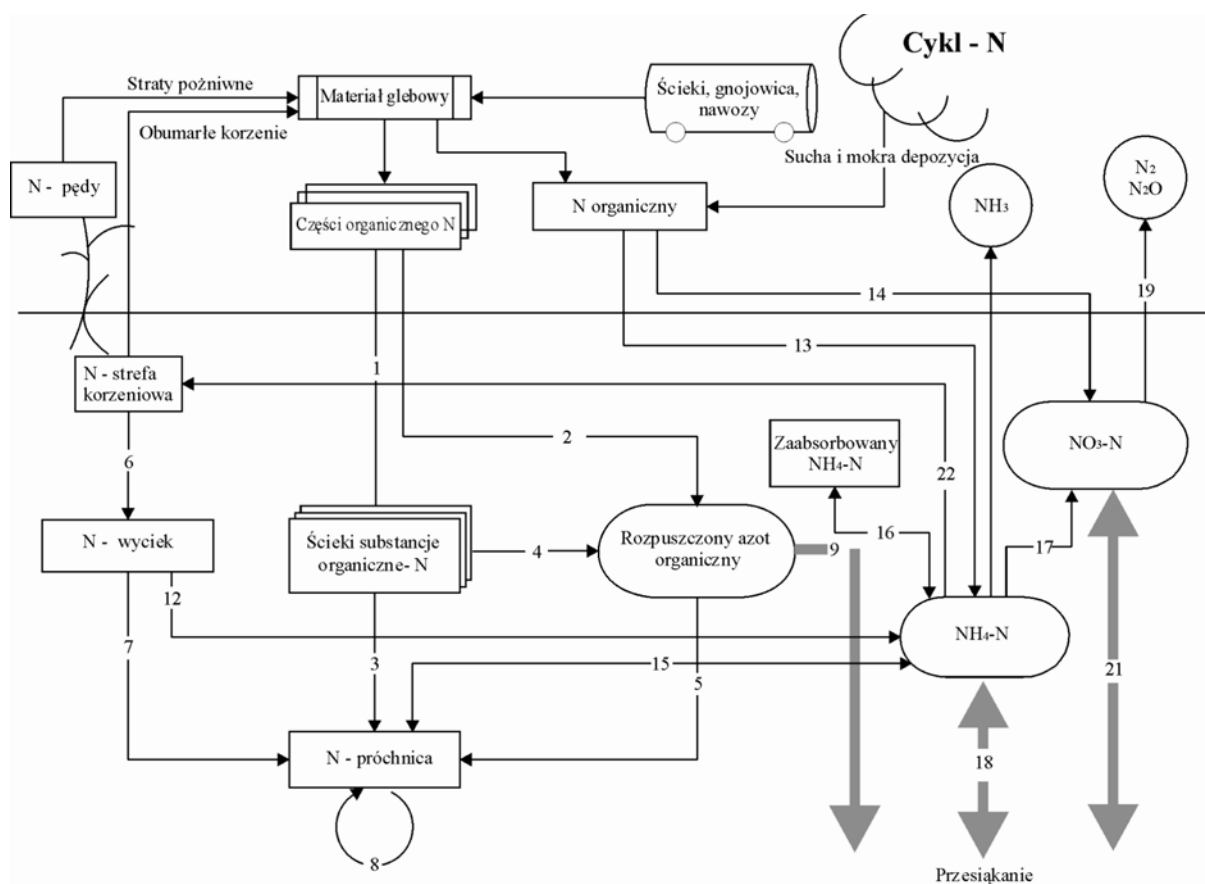 Cykl - N
Straty pożniwne
Materiał glebowy
Ścieki, gnojowica,
nawozy
Obumarłe korzenie
Sucha i mokra depozycja
N - pędy
N organiczny
NH3
N2
N2O
Części organicznego N
14
19
13
1
N - strefa
korzeniowa
2
Zaabsorbowany
NH4-N
NO3-N
6
22
N - wyciek
Ścieki substancje
organiczne- N
4
Rozpuszczony azot
organiczny
9
16
17
12
7
3
15
5
NH4-N
21
N - próchnica
18
8
Przesiąkanie